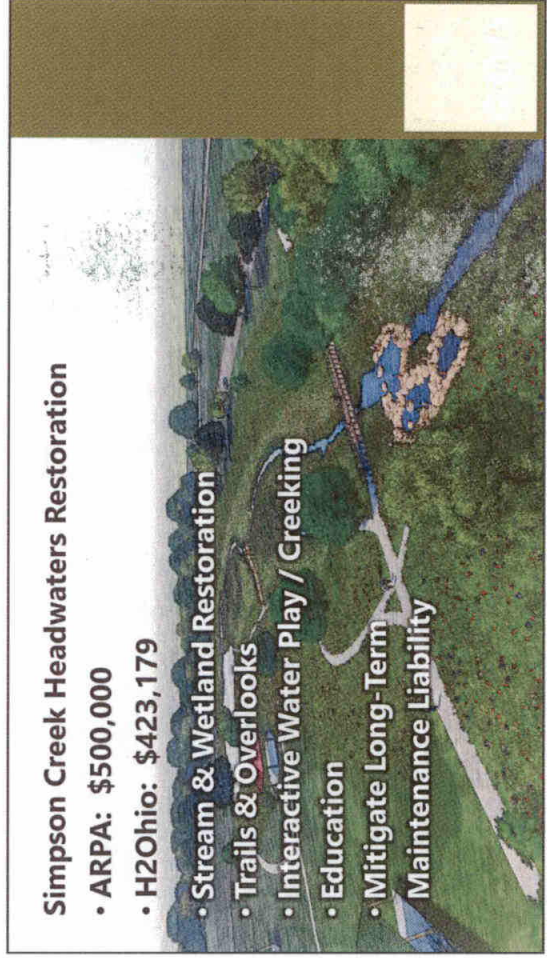 Simpson Creek Headwaters Restoration
• ARPA: $500,000
• H2Ohio: $423,179
• Stream & Wetland Restoration
• Trails & Overlooks
• Interactive Water Play / Creeking
• Education
• Mitigate Long-Term
Maintenance Liability